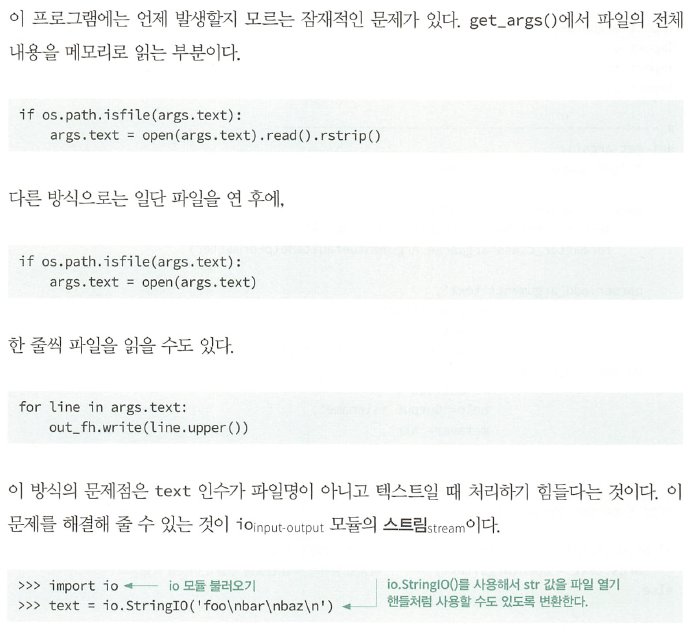 이 프로그램에는 언제 발생할지 모르는 잠재적인 문제가 있다. get_args()에서 파일의 전체
내용을 메모리로 읽는 부분이다.
if os.path.isfile(args.text):
    args.text = open(args.text).read().rstrip()
다른 방식으로는 일단 파일을 연 후에,
if os.path.isfile(args.text):
    args.text = open(args.text)
한 줄씩 파일을 읽을 수도 있다.
for line in args.text:
    out_fh.write(line.upper())
이 방식의 문제점은 text 인수가 파일명이 아니고 텍스트일 때 처리하기 힘들다는 것이다. 이
문제를 해결해 줄 수 있는 것이 io input-output 모듈의 스트림 stream이다.
>>> import io ← io 모듈 불러오기
>>> text = io.StringIO('foo\nbar\nbaz\n') ←
io.StringIO()를 사용해서 str 값을 파일 열기
핸들처럼 사용할 수도 있도록 변환한다.